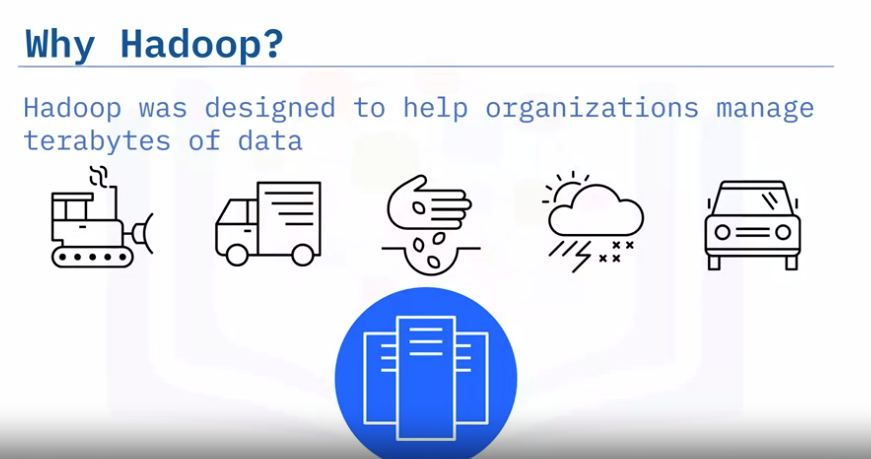 Why Hadoop?
Hadoop was designed to help organizations manage
terabytes of data